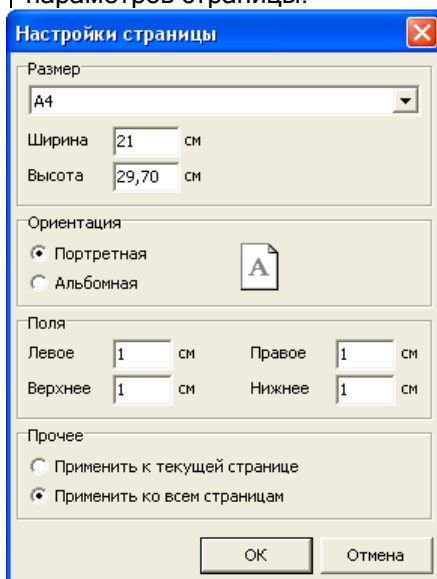 параметров страницы.
Настройки страницы
Размер
A4
Ширина 21 см
Высота 29,70 см
Ориентация
Портретная
A
Альбомная
Поля
Левое 1 см Правое 1 см
Верхнее 1 см Нижнее 1 см
Прочее
Применить к текущей странице
Применить ко всем страницам
OK Отмена